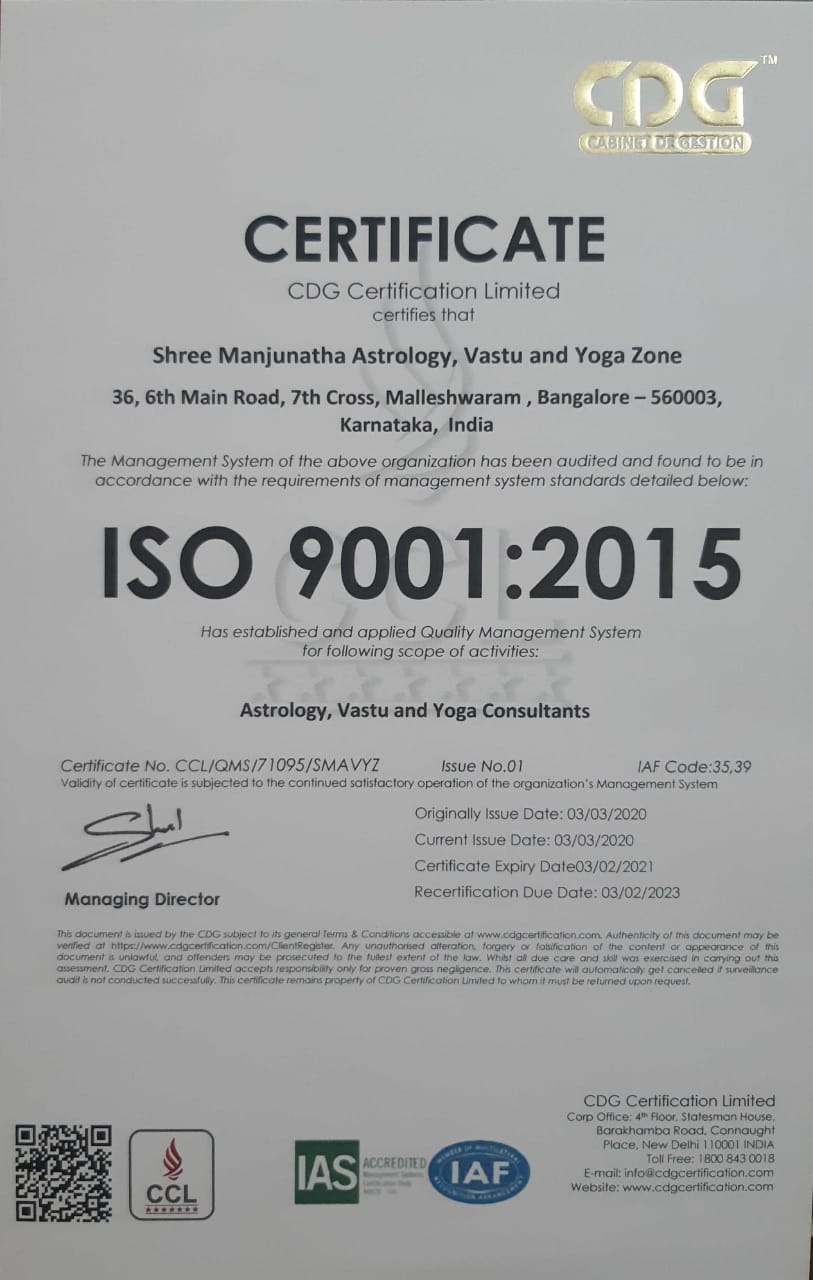 CDG™
CABINET DE GESTION
CERTIFICATE
CDG Certification Limited
certifies that
Shree Manjunatha Astrology, Vastu and Yoga Zone
36, 6th Main Road, 7th Cross, Malleshwaram , Bangalore – 560003,
Karnataka, India
The Management System of the above organization has been audited and found to be in
accordance with the requirements of management system standards detailed below:
ISO 9001:2015
Has established and applied Quality Management System
for following scope of activities:
Astrology, Vastu and Yoga Consultants
Certificate No. CCL/QMS/71095/SMAVYZ Issue No.01 IAF Code:35,39
Validity of certificate is subjected to the continued satisfactory operation of the organization's Management System
Originally Issue Date: 03/03/2020
Current Issue Date: 03/03/2020
Certificate Expiry Date03/02/2021
Recertification Due Date: 03/02/2023
Managing Director
This document is issued by the CDG subject to its general Terms & Conditions accessible at www.cdgcertification.com. Authenticity of this document may be
verified at https://www.cdgcertification.com/ClientRegister. Any unauthorised alteration, forgery or falsification of the content or appearance of this
document is unlawful, and offenders may be prosecuted to the fullest extent of the law. Whilst all due care and skill was exercised in carrying out this
assessment, CDG Certification Limited accepts responsibility only for proven gross negligence. This certificate will automatically get cancelled if surveillance
audit is not conducted successfully. This certificate remains property of CDG Certification Limited to whom it must be returned upon request.
CDG Certification Limited
Corp Office: 4th Floor, Statesman House,
Barakhamba Road, Connaught
Place, New Delhi 110001 INDIA
Toll Free: 1800 843 0018
E-mail: info@cdgcertification.com
Website: www.cdgcertification.com
CCL
IAS
ACCREDITED
Management Systems
Certification Body
IAF
CCL